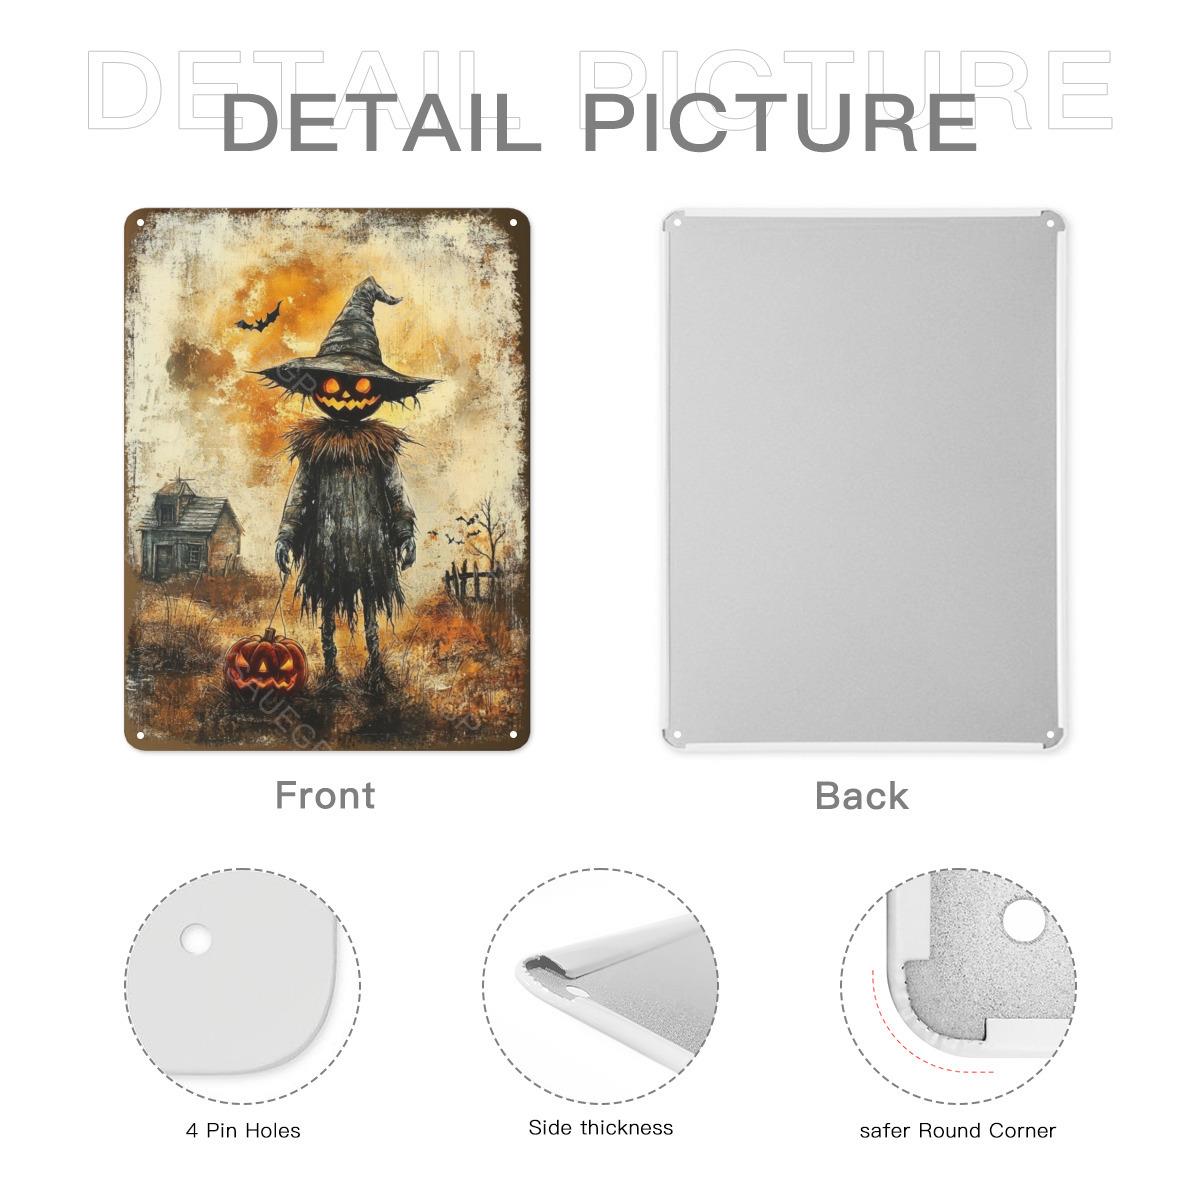 DETAIL PICTURE
DETAIL PICTURE
Front
Back
4 Pin Holes
Side thickness
safer Round Corner